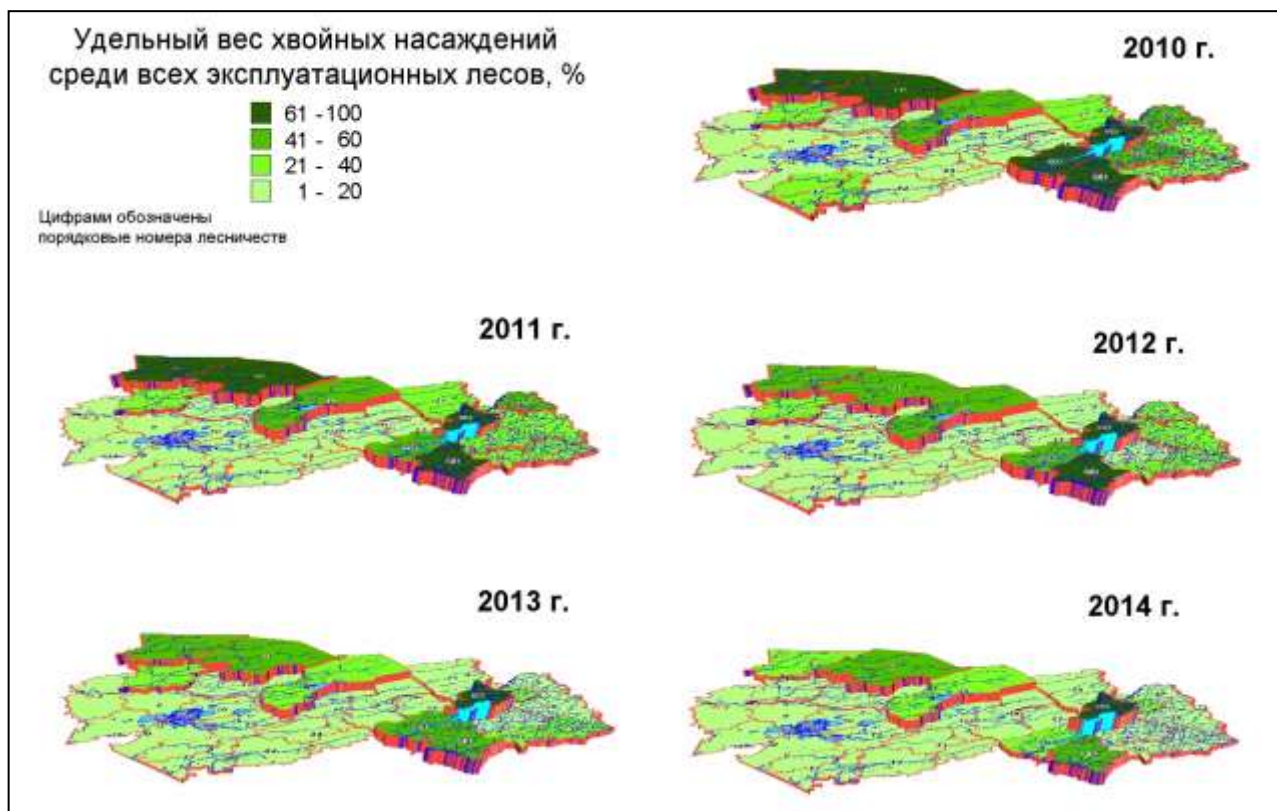 Удельный вес хвойных насаждений
среди всех эксплуатационных лесов, %
61 - 100
41 - 60
21 - 40
1 - 20
Цифрами обозначены
порядковые номера лесничеств
2010 г.
2011 г.
2012 г.
2013 г.
2014 г.